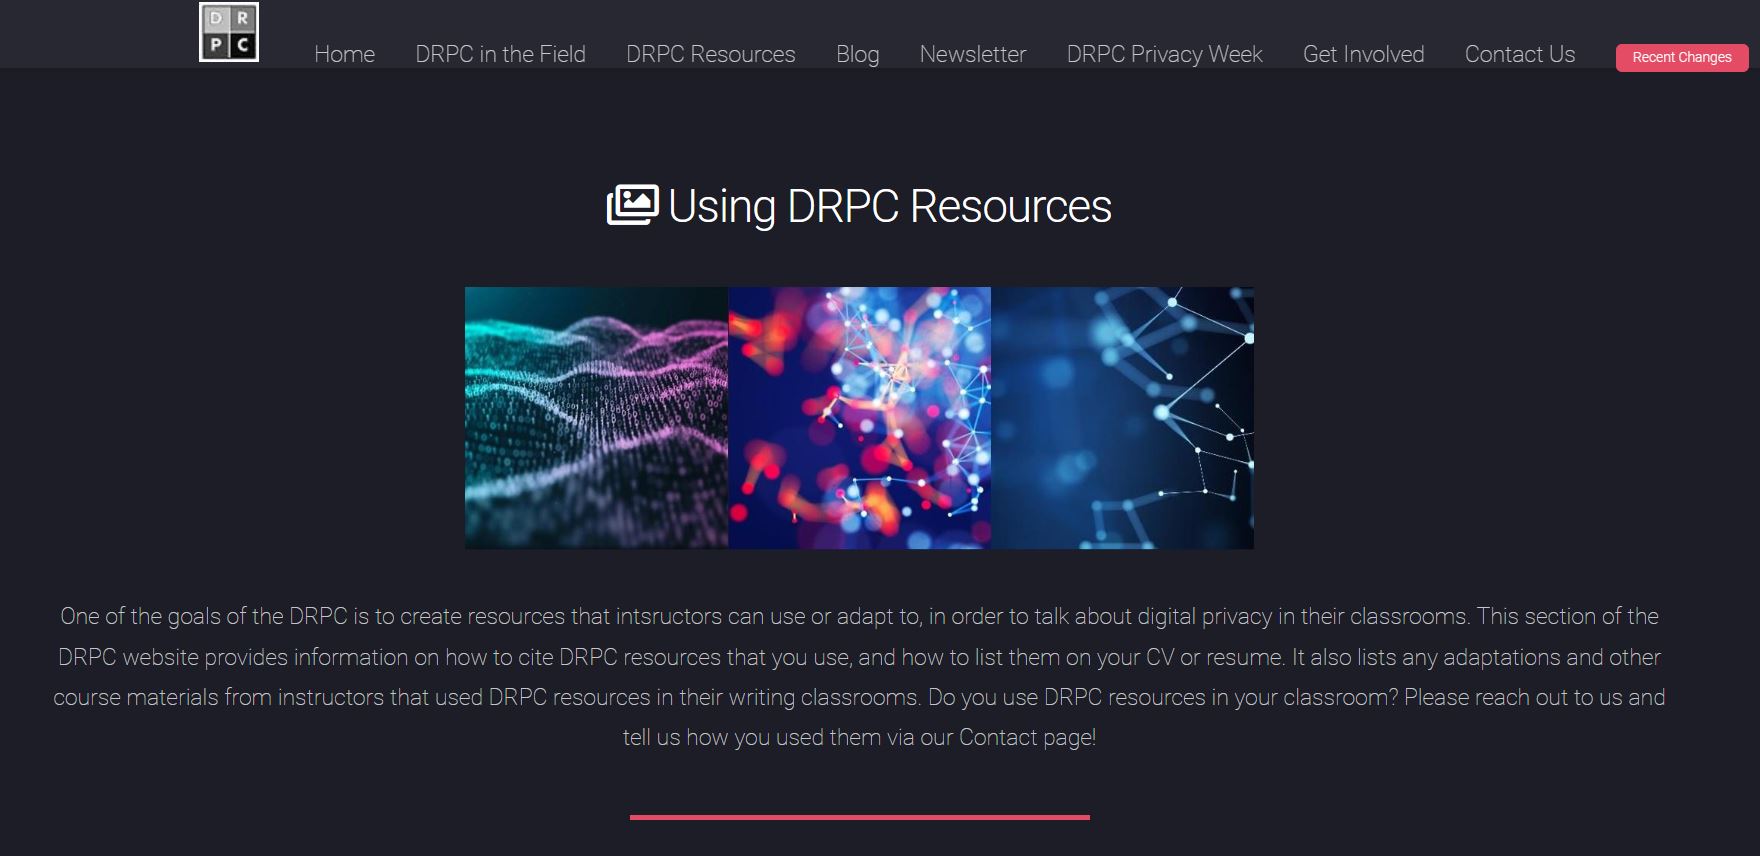 D R
P C
Home DRPC in the Field DRPC Resources Blog Newsletter DRPC Privacy Week Get Involved Contact Us Recent Changes
Using DRPC Resources
One of the goals of the DRPC is to create resources that intsructors can use or adapt to, in order to talk about digital privacy in their classrooms. This section of the
DRPC website provides information on how to cite DRPC resources that you use, and how to list them on your CV or resume. It also lists any adaptations and other
course materials from instructors that used DRPC resources in their writing classrooms. Do you use DRPC resources in your classroom? Please reach out to us and
tell us how you used them via our Contact page!